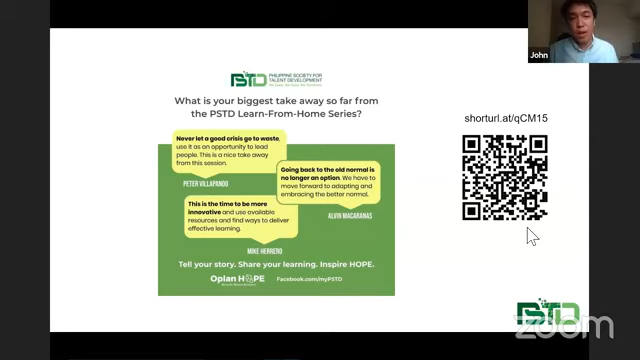 PSTD
PHILIPPINE SOCIETY FOR
TALENT DEVELOPMENT
What is your biggest take away so far from
the PSTD Learn-From-Home Series?
Never let a good crisis go to waste,
use it as an opportunity to lead
people. This is a nice take away
from this session.
PETER VILLAPANDO
Going back to the old normal is
no longer an option. We have to
move forward to adapting and
embracing the better normal.
ALVIN MACARANAS
This is the time to be more
innovative and use available
resources and find ways to deliver
effective learning.
MIKE HERRERO
Tell your story. Share your learning. Inspire HOPE.
Oplan HOPE
Facebook.com/myPSTD
shorturl.at/qCM15
John
PSTD
zoom